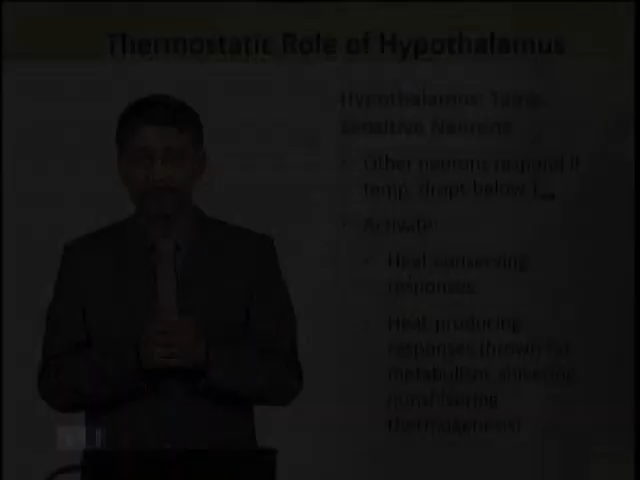 Thermostatic Role of Hypothalamus
Hypothalamus: Temp.
Sensitive Neurons
Other neurons respond if
temp. drops below
Activate:
Heat conserving
responses
Heat producing
responses
metabolism, shivering
nonshivering
thermogenesis)